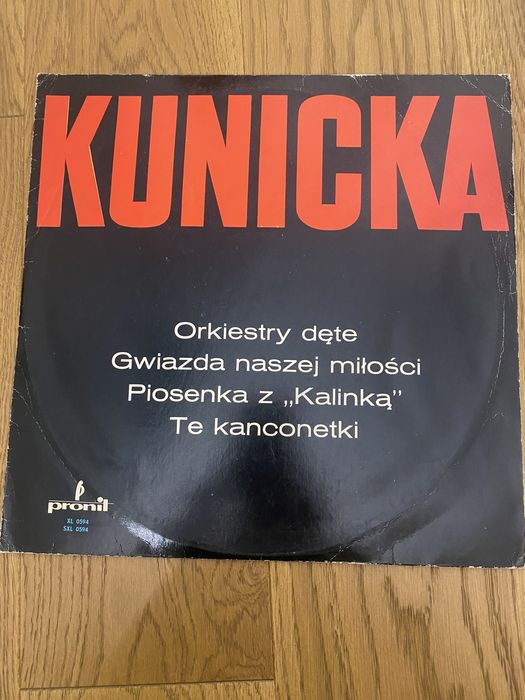 KUNICKA
Orkiestry dęte
Gwiazda naszej miłości
Piosenka z „Kalinką”
Te kanconetki
pronit
XL 0594
SXL 0594